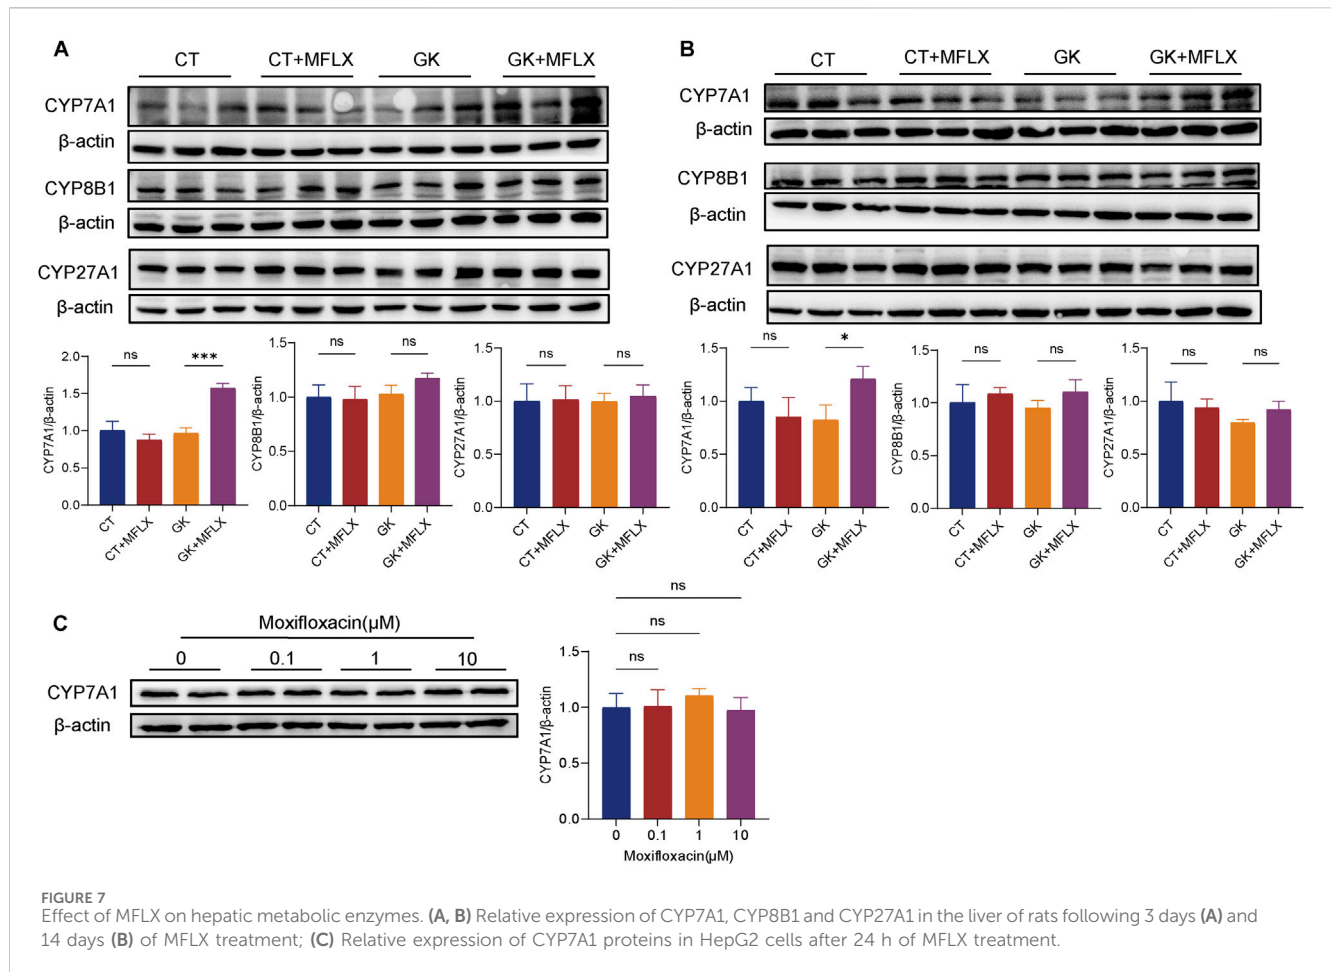 A
CT CT+MFLX GK GK+MFLX
CYP7A1
β-actin
CYP8B1
β-actin
CYP27A1
β-actin
B
CT CT+MFLX GK GK+MFLX
CYP7A1
β-actin
CYP8B1
β-actin
CYP27A1
β-actin
CYP7A1/β-actin
2.0
1.5
1.0
0.5
0.0
ns
***
CT CT+MFLX GK GK+MFLX
CYP8B1/β-actin
1.5
1.0
0.5
0.0
ns
ns
CT CT+MFLX GK GK+MFLX
CYP27A1/β-actin
1.5
1.0
0.5
0.0
ns
ns
CT CT+MFLX GK GK+MFLX
CYP7A1/β-actin
1.5
1.0
0.5
0.0
ns
*
CT CT+MFLX GK GK+MFLX
CYP8B1/β-actin
1.5
1.0
0.5
0.0
ns
ns
CT CT+MFLX GK GK+MFLX
CYP27A1/β-actin
1.5
1.0
0.5
0.0
ns
ns
CT CT+MFLX GK GK+MFLX
C
Moxifloxacin(μM)
0 0.1 1 10
CYP7A1
β-actin
CYP7A1/β-actin
1.5
1.0
0.5
0.0
ns
ns
ns
0 0.1 1 10
Moxifloxacin(μM)
FIGURE 7
Effect of MFLX on hepatic metabolic enzymes. (A, B) Relative expression of CYP7A1, CYP8B1 and CYP27A1 in the liver of rats following 3 days (A) and
14 days (B) of MFLX treatment; (C) Relative expression of CYP7A1 proteins in HepG2 cells after 24 h of MFLX treatment.